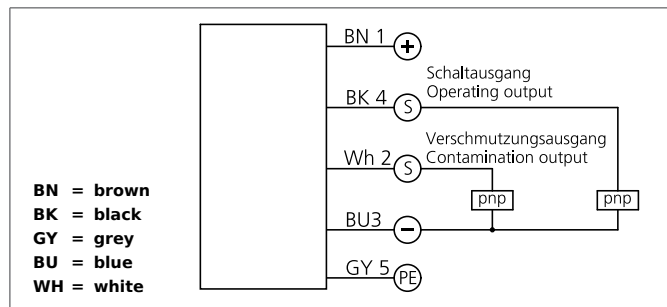 BN 1 +
BK 4 S
Schaltausgang
Operating output
Wh 2 S
Verschmutzungsausgang
Contamination output
pnp pnp
BU3 −
GY 5 PE
BN = brown
BK = black
GY = grey
BU = blue
WH = white